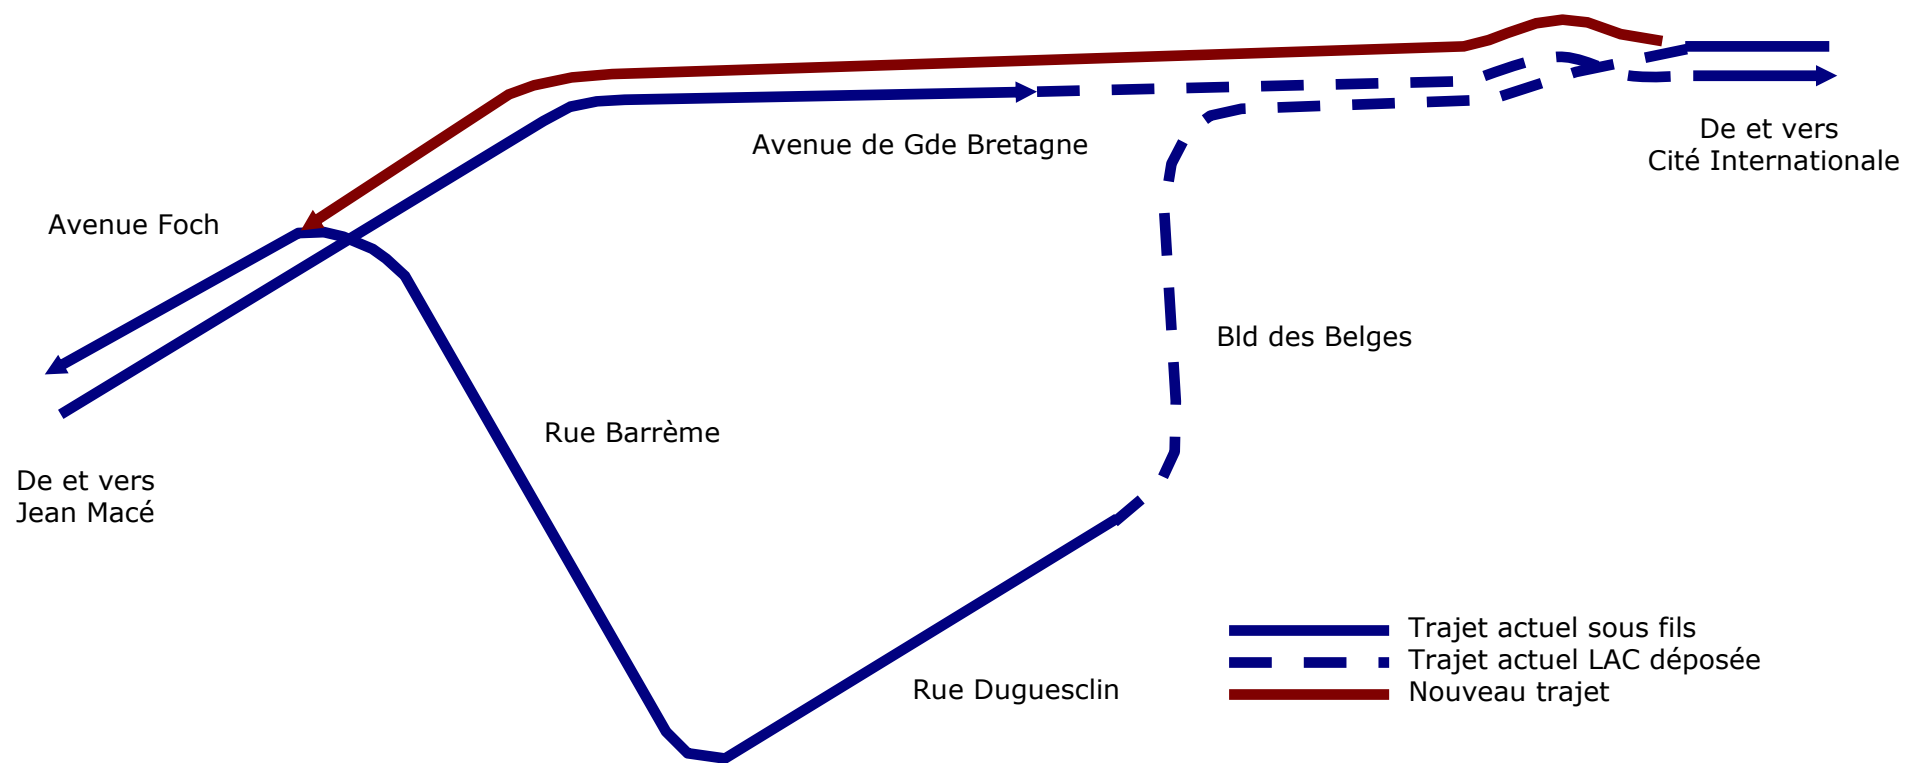 De et vers
Cité Internationale
Avenue de Gde Bretagne
Avenue Foch
Bld des Belges
Rue Barrème
De et vers
Jean Macé
Rue Duguesclin
Trajet actuel sous fils
Trajet actuel LAC déposée
Nouveau trajet